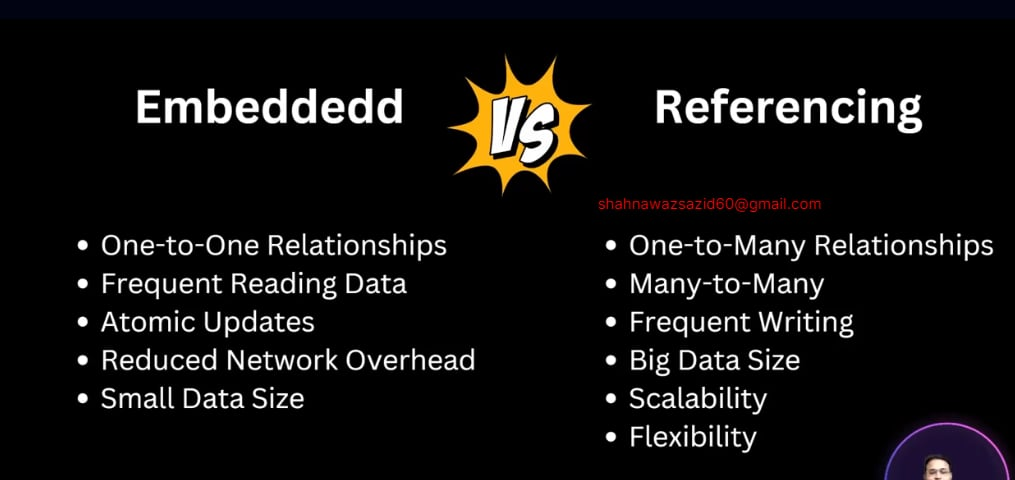 Embeddedd
VS
Referencing
shahnawazsazid60@gmail.com
• One-to-One Relationships
• Frequent Reading Data
• Atomic Updates
• Reduced Network Overhead
• Small Data Size
• One-to-Many Relationships
• Many-to-Many
• Frequent Writing
• Big Data Size
• Scalability
• Flexibility